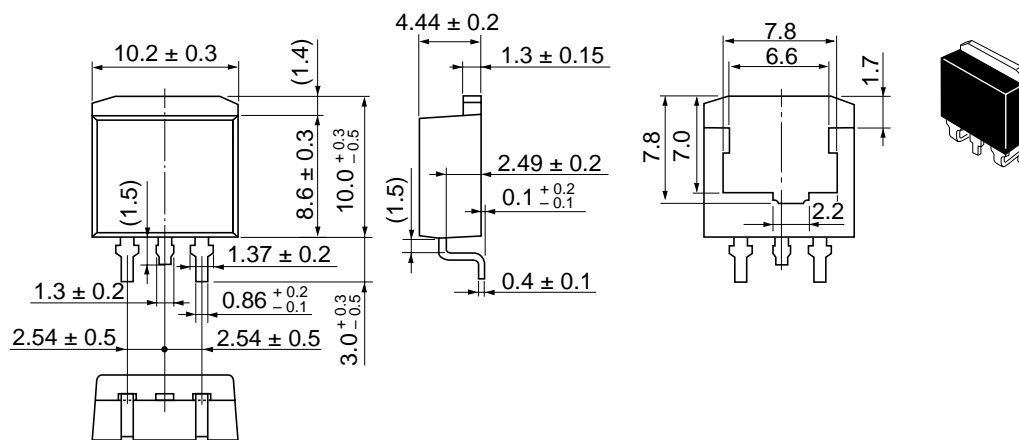 4.44 ± 0.2
10.2 ± 0.3
(1.4)
1.3 ± 0.15
7.8
6.6
1.7
8.6 ± 0.3
10.0 +0.3 −0.5
(1.5)
2.49 ± 0.2
(1.5)
0.1 +0.2 −0.1
7.8
7.0
2.2
1.37 ± 0.2
1.3 ± 0.2
0.86 +0.2 −0.1
3.0 +0.3 −0.5
0.4 ± 0.1
2.54 ± 0.5
2.54 ± 0.5